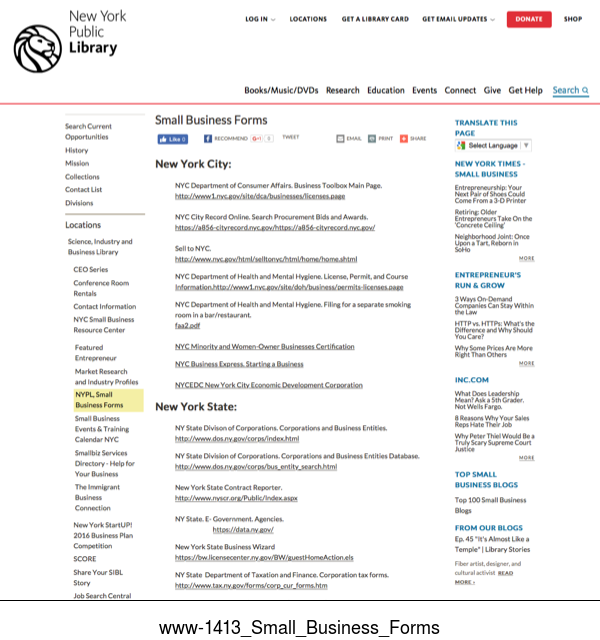 New York
Public
Library
LOG IN
LOCATIONS
GET A LIBRARY CARD
GET EMAIL UPDATES
DONATE
SHOP
Books/Music/DVDs Research Education Events Connect Give Get Help Search
Search Current
Opportunities
History
Mission
Collections
Contact List
Divisions
Locations
Science, Industry and
Business Library
CEO Series
Conference Room
Rentals
Contact Information
NYC Small Business
Resource Center
Featured
Entrepreneur
Market Research
and Industry Profiles
NYPL, Small
Business Forms
Small Business
Events & Training
Calendar NYC
Smallbiz Services
Directory - Help for
Your Business
The Immigrant
Business
Connection
New York StartUP!
2016 Business Plan
Competition
SCORE
Share Your SIBL
Story
Job Search Central
Small Business Forms
Like 0
RECOMMEND
TWEET
EMAIL
PRINT
SHARE
New York City:
NYC Department of Consumer Affairs. Business Toolbox Main Page.
http://www1.nyc.gov/site/dca/businesses/licenses.page
NYC City Record Online. Search Procurement Bids and Awards.
https://a856-cityrecord.nyc.gov/https://a856-cityrecord.nyc.gov/
Sell to NYC.
http://www.nyc.gov/html/selltonyc/html/home/home.shtml
NYC Department of Health and Mental Hygiene. License, Permit, and Course
Information.http://www1.nyc.gov/site/doh/business/permits-licenses.page
NYC Department of Health and Mental Hygiene. Filing for a separate smoking
room in a bar/restaurant.
faa2.pdf
NYC Minority and Women-Owner Businesses Certification
NYC Business Express. Starting a Business
NYCEDC New York City Economic Development Corporation
New York State:
NY State Divison of Corporations. Corporations and Business Entities.
http://www.dos.ny.gov/corps/index.html
NY State Division of Corporations. Corporations and Business Entities Database.
http://www.dos.ny.gov/corps/bus_entity_search.html
New York State Contract Reporter.
http://www.nyscr.org/Public/Index.aspx
NY State. E- Government. Agencies.
https://data.ny.gov/
New York State Business Wizard
https://bw.licensecenter.ny.gov/BW/guestHomeAction.els
NY State Department of Taxation and Finance. Corporation tax forms.
http://www.tax.ny.gov/forms/corp_cur_forms.htm
TRANSLATE THIS
PAGE
Select Language
NEW YORK TIMES -
SMALL BUSINESS
Entrepreneurship: Your
Next Pair of Shoes Could
Come From a 3-D Printer
Retiring: Older
Entrepreneurs Take On the
'Concrete Ceiling'
Neighborhood Joint: Once
Upon a Tart, Reborn in
SoHo
MORE
ENTREPRENEUR'S
RUN & GROW
3 Ways On-Demand
Companies Can Stay Within
the Law
HTTP vs. HTTPs: What's the
Difference and Why Should
You Care?
Why Some Prices Are More
Right Than Others
MORE
INC.COM
What Does Leadership
Mean? Ask a 5th Grader.
Not Wells Fargo.
8 Reasons Why Your Sales
Reps Hate Their Job
Why Peter Thiel Would Be a
Truly Scary Supreme Court
Justice
MORE
TOP SMALL
BUSINESS BLOGS
Top 100 Small Business
Blogs
FROM OUR BLOGS
Ep. 45 "It's Almost Like a
Temple" | Library Stories
Fiber artist, designer, and
cultural activist READ
MORE ›
www-1413_Small_Business_Forms